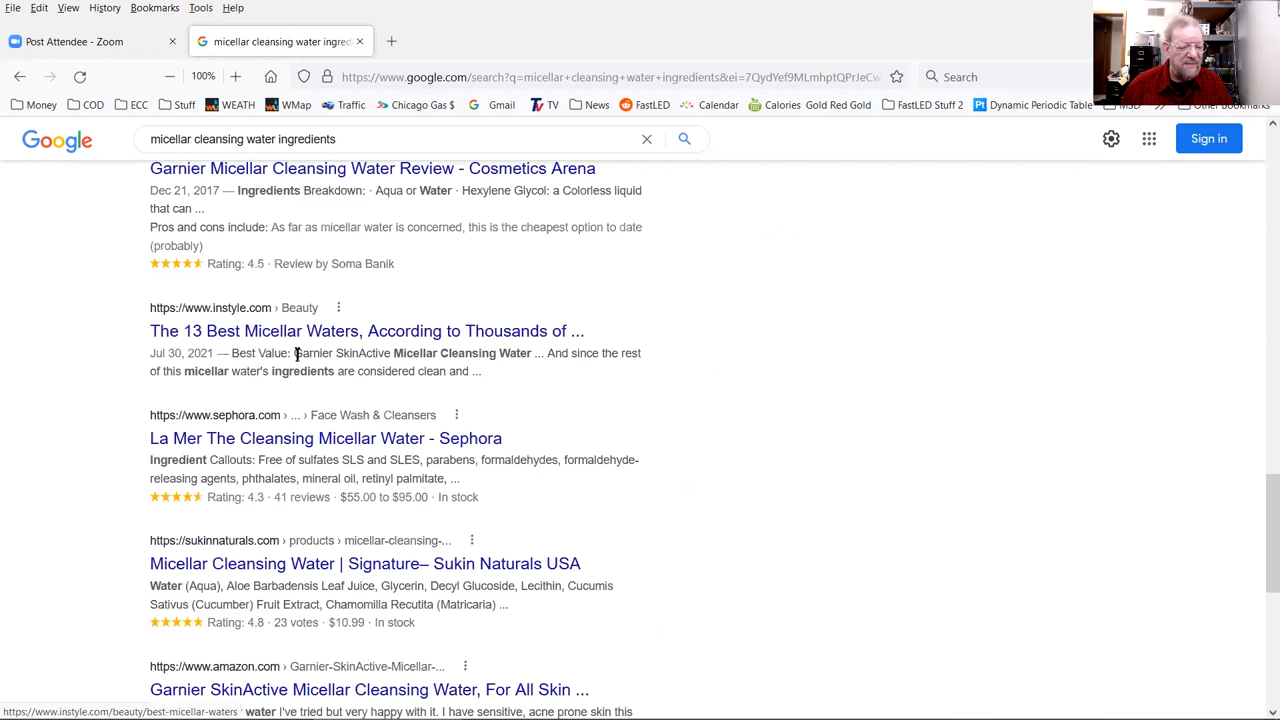 File Edit View History Bookmarks Tools Help
Post Attendee - Zoom
micellar cleansing water ingred
100%
https://www.google.com/search?q=micellar+cleansing+water+ingredients&ei=7QydYef9MLmhptQPrJeCw
Search
Money COD ECC Stuff WEATH WMap Traffic Chicago Gas $ Gmail TV News FastLED Calendar Calories Gold Led Gold FastLED Stuff 2 Pt Dynamic Periodic Table
Google
micellar cleansing water ingredients
Sign in
Garnier Micellar Cleansing Water Review - Cosmetics Arena
Dec 21, 2017 — Ingredients Breakdown: · Aqua or Water · Hexylene Glycol: a Colorless liquid
that can ...
Pros and cons include: As far as micellar water is concerned, this is the cheapest option to date
(probably)
Rating: 4.5 · Review by Soma Banik
https://www.instyle.com › Beauty
The 13 Best Micellar Waters, According to Thousands of ...
Jul 30, 2021 — Best Value: Garnier SkinActive Micellar Cleansing Water ... And since the rest
of this micellar water's ingredients are considered clean and ...
https://www.sephora.com › ... › Face Wash & Cleansers
La Mer The Cleansing Micellar Water - Sephora
Ingredient Callouts: Free of sulfates SLS and SLES, parabens, formaldehydes, formaldehyde-
releasing agents, phthalates, mineral oil, retinyl palmitate, ...
Rating: 4.3 · 41 reviews · $55.00 to $95.00 · In stock
https://sukinnaturals.com › products › micellar-cleansing-...
Micellar Cleansing Water | Signature– Sukin Naturals USA
Water (Aqua), Aloe Barbadensis Leaf Juice, Glycerin, Decyl Glucoside, Lecithin, Cucumis
Sativus (Cucumber) Fruit Extract, Chamomilla Recutita (Matricaria) ...
Rating: 4.8 · 23 votes · $10.99 · In stock
https://www.amazon.com › Garnier-SkinActive-Micellar-...
Garnier SkinActive Micellar Cleansing Water, For All Skin ...
https://www.instyle.com/beauty/best-micellar-waters
water I've tried but very happy with it. I have sensitive, acne prone skin this